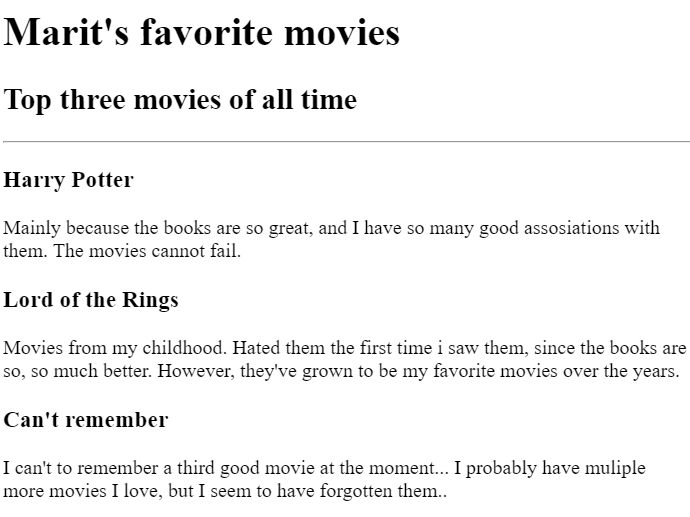 Marit's favorite movies
Top three movies of all time
Harry Potter
Mainly because the books are so great, and I have so many good assosiations with
them. The movies cannot fail.
Lord of the Rings
Movies from my childhood. Hated them the first time i saw them, since the books are
so, so much better. However, they've grown to be my favorite movies over the years.
Can't remember
I can't to remember a third good movie at the moment... I probably have muliple
more movies I love, but I seem to have forgotten them..